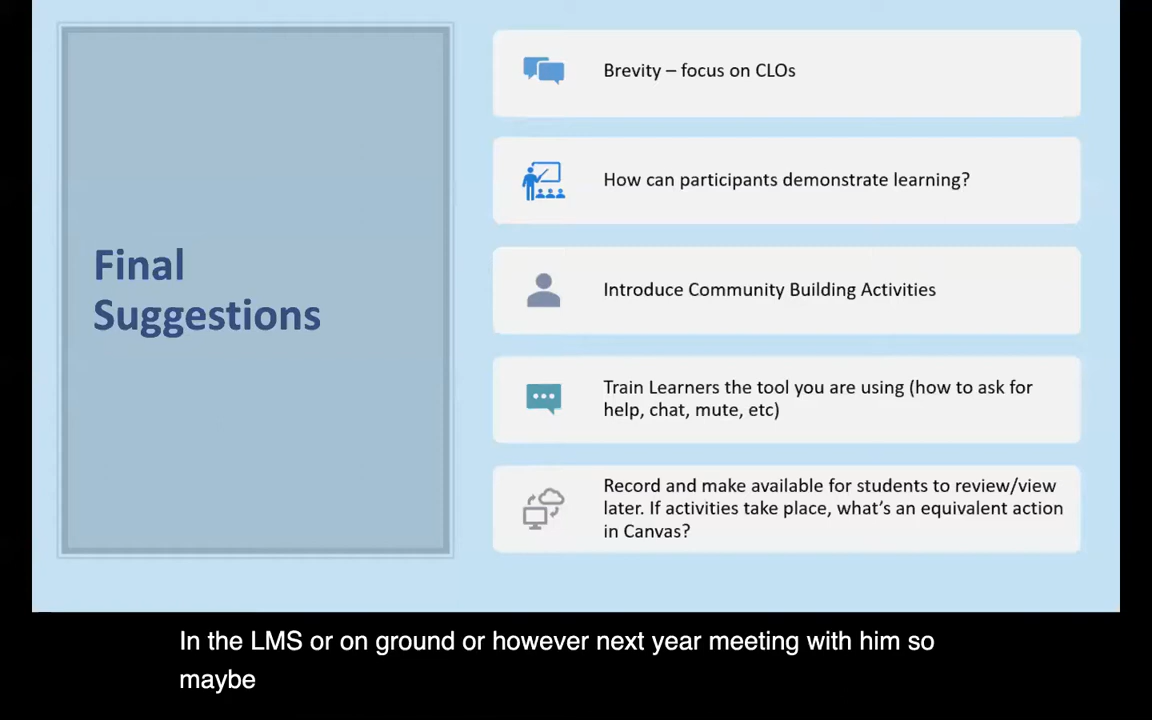 Final
Suggestions
Brevity – focus on CLOs
How can participants demonstrate learning?
Introduce Community Building Activities
Train Learners the tool you are using (how to ask for
help, chat, mute, etc)
Record and make available for students to review/view
later. If activities take place, what's an equivalent action
in Canvas?
In the LMS or on ground or however next year meeting with him so
maybe